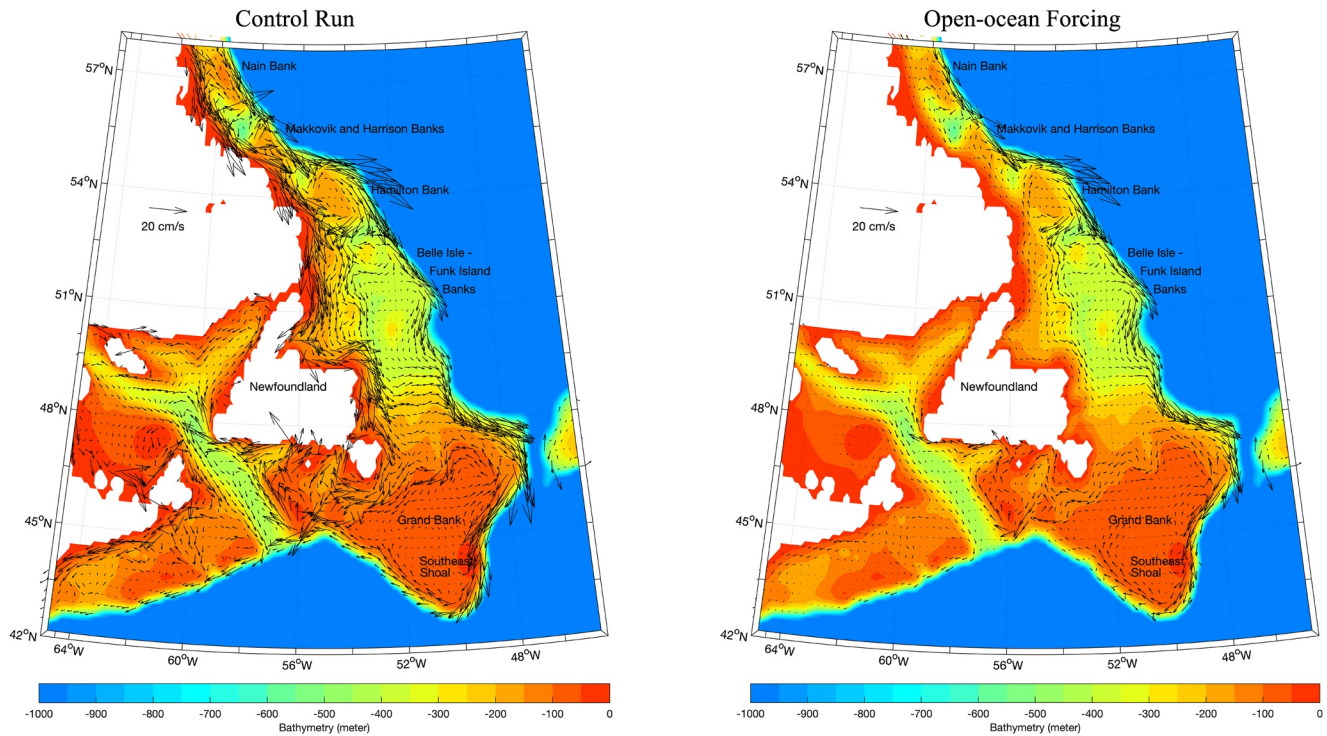 Control Run
Open-ocean Forcing
57°N
Nain Bank
Makkovik and Harrison Banks
54°N
Hamilton Bank
20 cm/s
Belle Isle -
Funk Island
Banks
51°N
Newfoundland
48°N
45°N
Grand Bank
Southeast
Shoal
42°N
64°W
60°W
56°W
52°W
48°W
-1000
-900
-800
-700
-600
-500
-400
-300
-200
-100
0
Bathymetry (meter)
57°N
Nain Bank
Makkovik and Harrison Banks
54°N
Hamilton Bank
20 cm/s
Belle Isle -
Funk Island
Banks
51°N
Newfoundland
48°N
45°N
Grand Bank
Southeast
Shoal
42°N
64°W
60°W
56°W
52°W
48°W
-1000
-900
-800
-700
-600
-500
-400
-300
-200
-100
0
Bathymetry (meter)